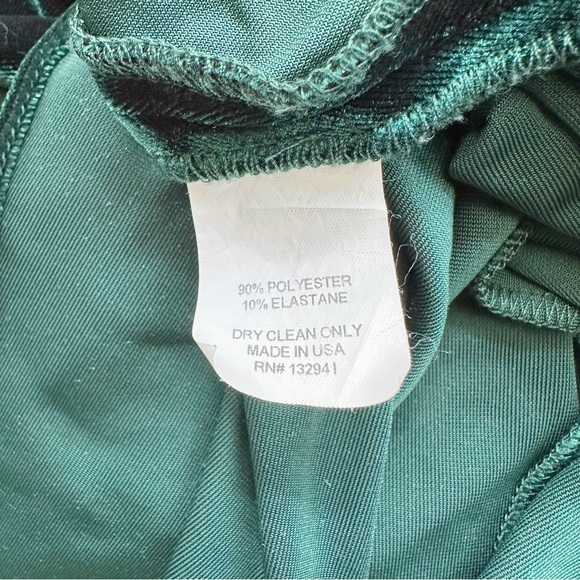 90% POLYESTER
10% ELASTANE
DRY CLEAN ONLY
MADE IN USA
RN# 132941